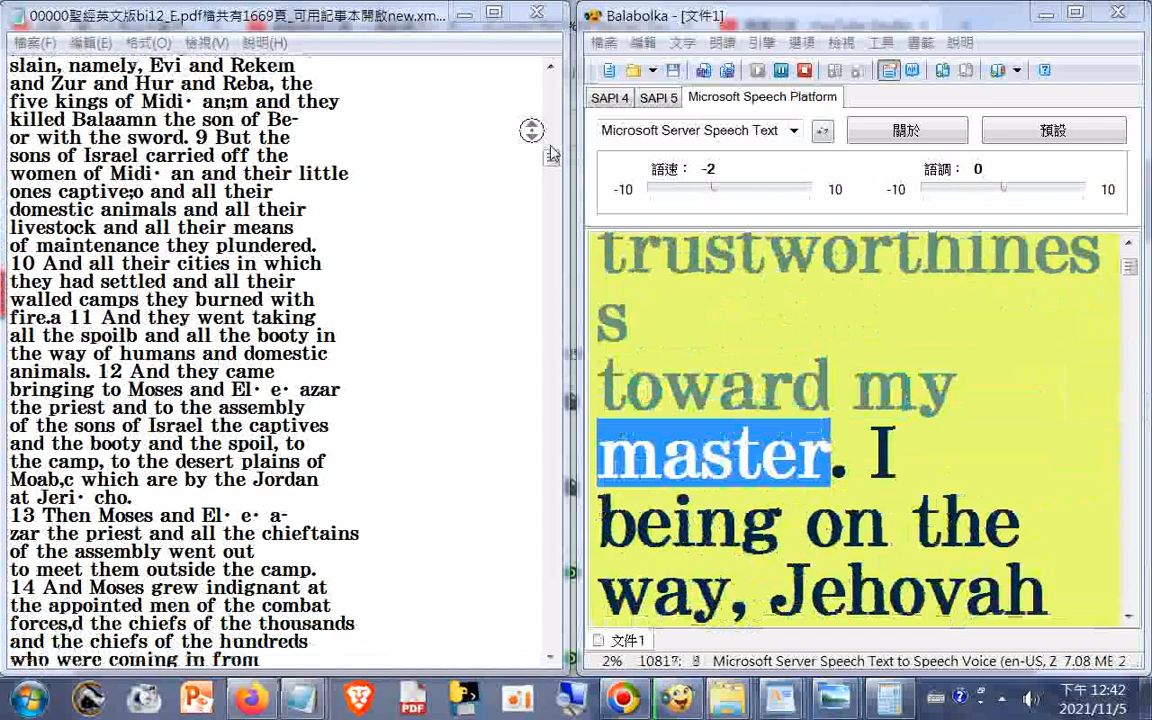 00000聖經英文版bi12_E.pdf檔共有1669頁_可用記事本開啟new.xm...
檔案(F) 編輯(E) 格式(O) 檢視(V) 說明(H)
slain, namely, Evi and Rekem
and Zur and Hur and Reba, the
five kings of Midi· an;m and they
killed Balaamn the son of Be-
or with the sword. 9 But the
sons of Israel carried off the
women of Midi· an and their little
ones captive;o and all their
domestic animals and all their
livestock and all their means
of maintenance they plundered.
10 And all their cities in which
they had settled and all their
walled camps they burned with
fire.a 11 And they went taking
all the spoilb and all the booty in
the way of humans and domestic
animals. 12 And they came
bringing to Moses and El· e· azar
the priest and to the assembly
of the sons of Israel the captives
and the booty and the spoil, to
the camp, to the desert plains of
Moab,c which are by the Jordan
at Jeri· cho.
13 Then Moses and El· e· a-
zar the priest and all the chieftains
of the assembly went out
to meet them outside the camp.
14 And Moses grew indignant at
the appointed men of the combat
forces,d the chiefs of the thousands
and the chiefs of the hundreds
who were coming in from
Balabolka - [文件1]
檔案 編輯 文字 朗讀 引擎 選項 檢視 工具 書籤 說明
SAPI 4 SAPI 5 Microsoft Speech Platform
Microsoft Server Speech Text 關於 預設
語速： -2 語調： 0
-10 10 -10 10
trustworthines
s
toward my
master. I
being on the
way, Jehovah
文件1
2% 10817: Microsoft Server Speech Text to Speech Voice (en-US, Z 7.08 MB 2
下午 12:42
2021/11/5